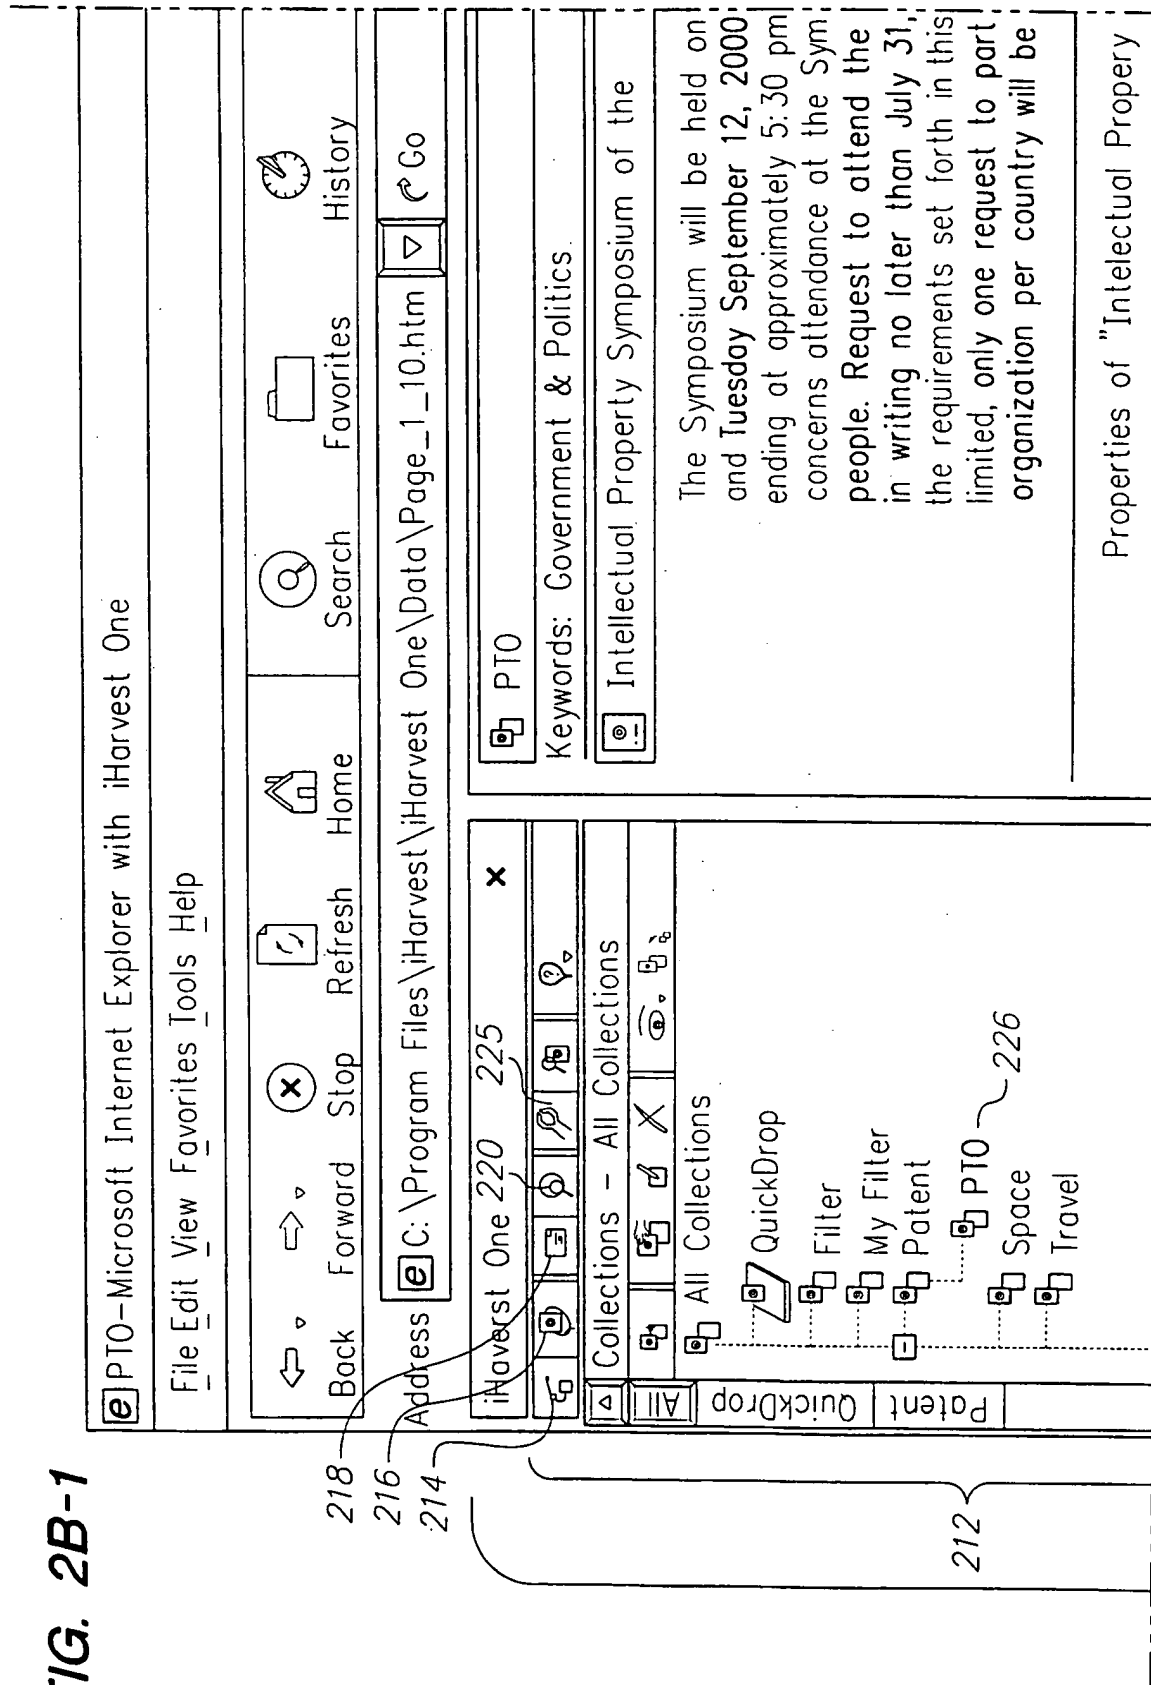 FIG. 2B-1
PTO-Microsoft Internet Explorer with iHarvest One
File Edit View Favorites Tools Help
Back Forward Stop Refresh Home Search Favorites History
Address C:\Program Files\iHarvest\iHarvest One\Data\Page_1_10.htm Go
218
216
214
iHaverst One 220 225
Collections - All Collections
All
QuickDrop
Patent
All Collections
QuickDrop
Filter
My Filter
Patent
PTO 226
Space
Travel
212
PTO
Keywords: Government & Politics
Intellectual Property Symposium of the
The Symposium will be held on
and Tuesday September 12, 2000
ending at approximately 5:30 pm
concerns attendance at the Sym
people. Request to attend the
in writing no later than July 31,
the requirements set forth in this
limited, only one request to part
organization per country will be
Properties of "Intelectual Propery